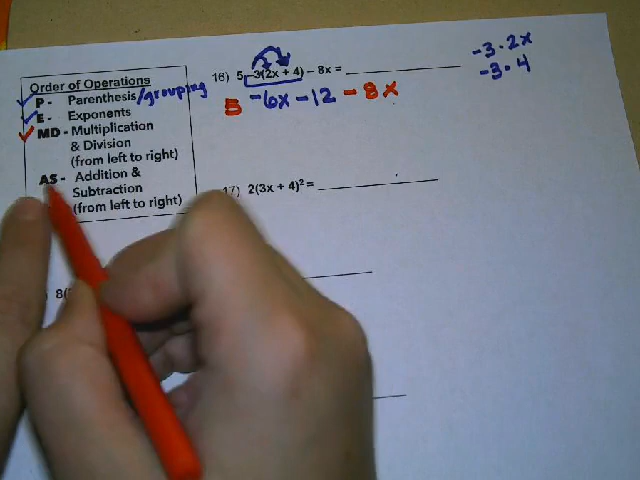 Order of Operations
P - Parenthesis/grouping
E - Exponents
MD - Multiplication
& Division
(from left to right)
AS - Addition &
Subtraction
(from left to right)
16) 5 - 3(2x + 4) - 8x =
5 -6x - 12 - 8x
-3 · 2x
-3 · 4
17) 2(3x + 4)² =
8(